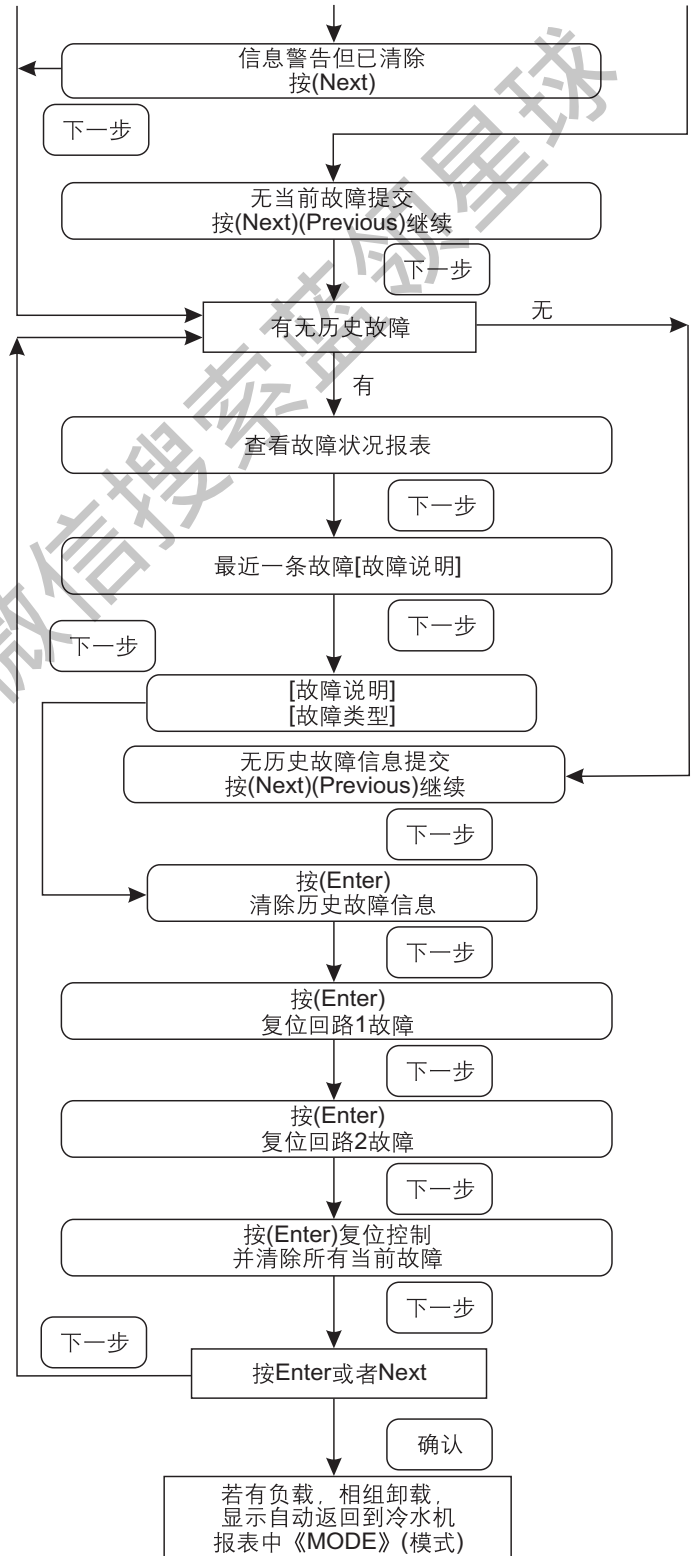 信息警告但已清除
按(Next)
下一步
无当前故障提交
按(Next)(Previous)继续
下一步
有无历史故障
无
有
查看故障状况报表
下一步
最近一条故障[故障说明]
下一步
下一步
[故障说明]
[故障类型]
无历史故障信息提交
按(Next)(Previous)继续
下一步
按(Enter)
清除历史故障信息
下一步
按(Enter)
复位回路1故障
下一步
按(Enter)
复位回路2故障
下一步
按(Enter)复位控制
并清除所有当前故障
下一步
下一步
按Enter或者Next
确认
若有负载，相组卸载，
显示自动返回到冷水机
报表中《MODE》(模式)
微信搜索蓝领星球